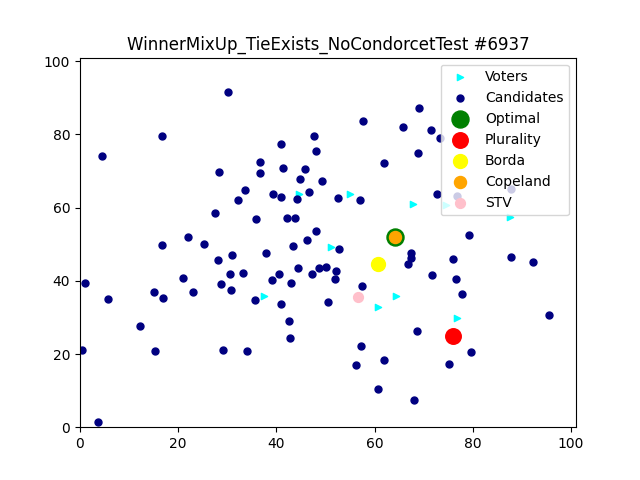 WinnerMixUp_TieExists_NoCondorcetTest #6937
Voters
Candidates
Optimal
Plurality
Borda
Copeland
STV
100
80
60
40
20
0
0 20 40 60 80 100